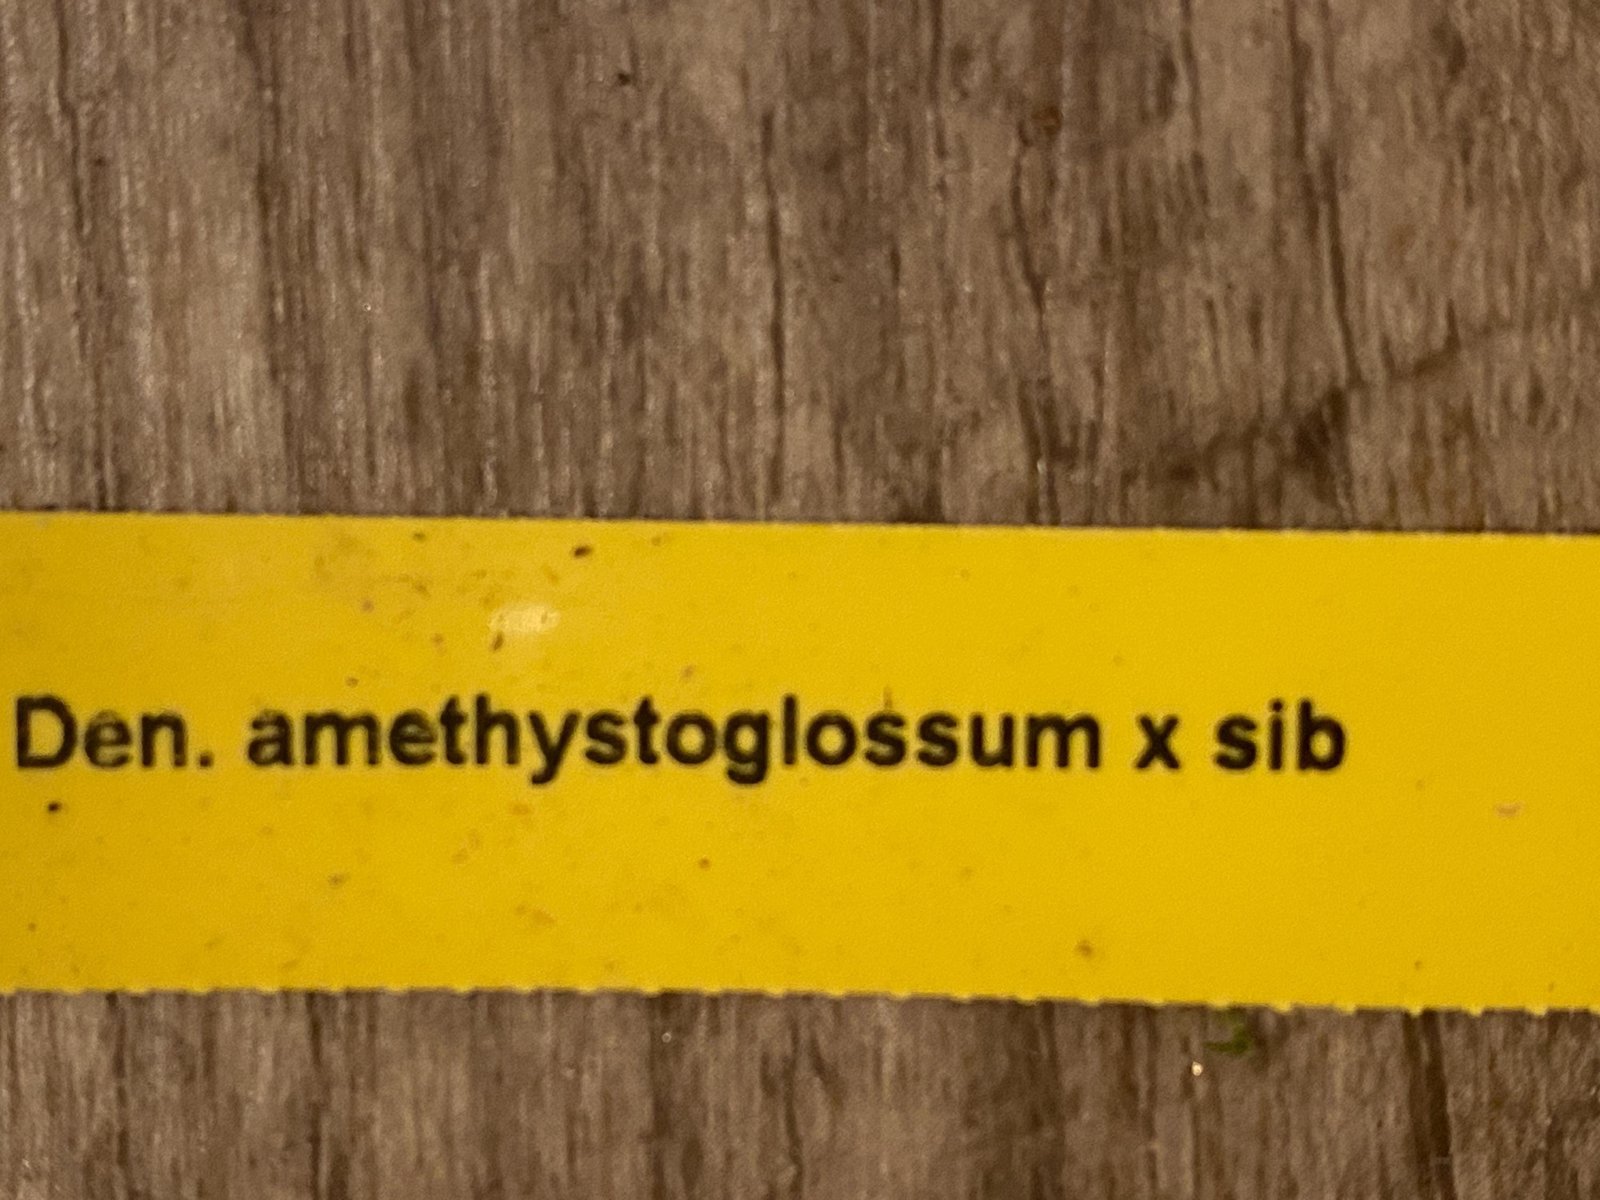 Den. amethystoglossum x sib